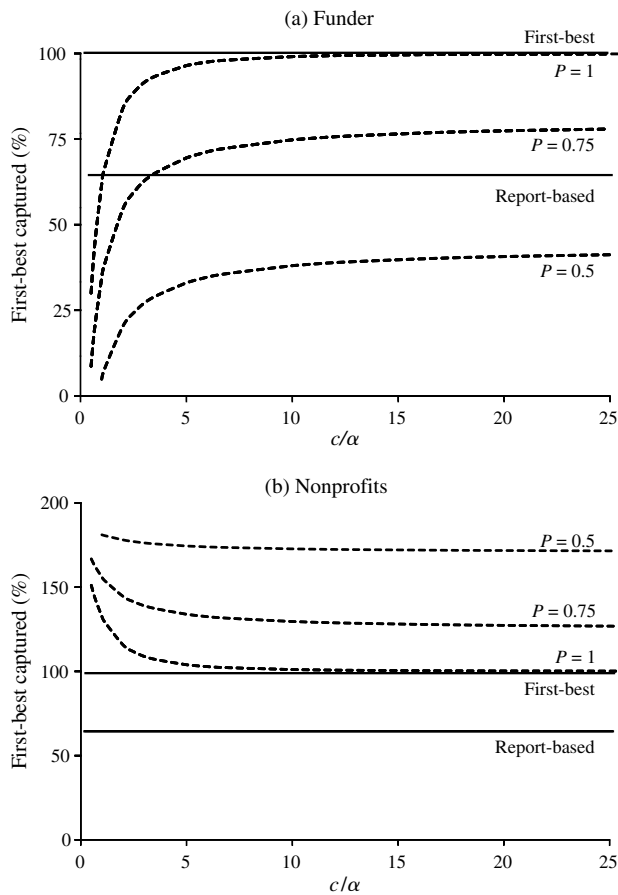 (a) Funder
First-best captured (%)
100
75
50
25
0
First-best
P = 1
P = 0.75
Report-based
P = 0.5
0 5 10 15 20 25
c/α
(b) Nonprofits
First-best captured (%)
200
150
100
50
0
P = 0.5
P = 0.75
P = 1
First-best
Report-based
0 5 10 15 20 25
c/α